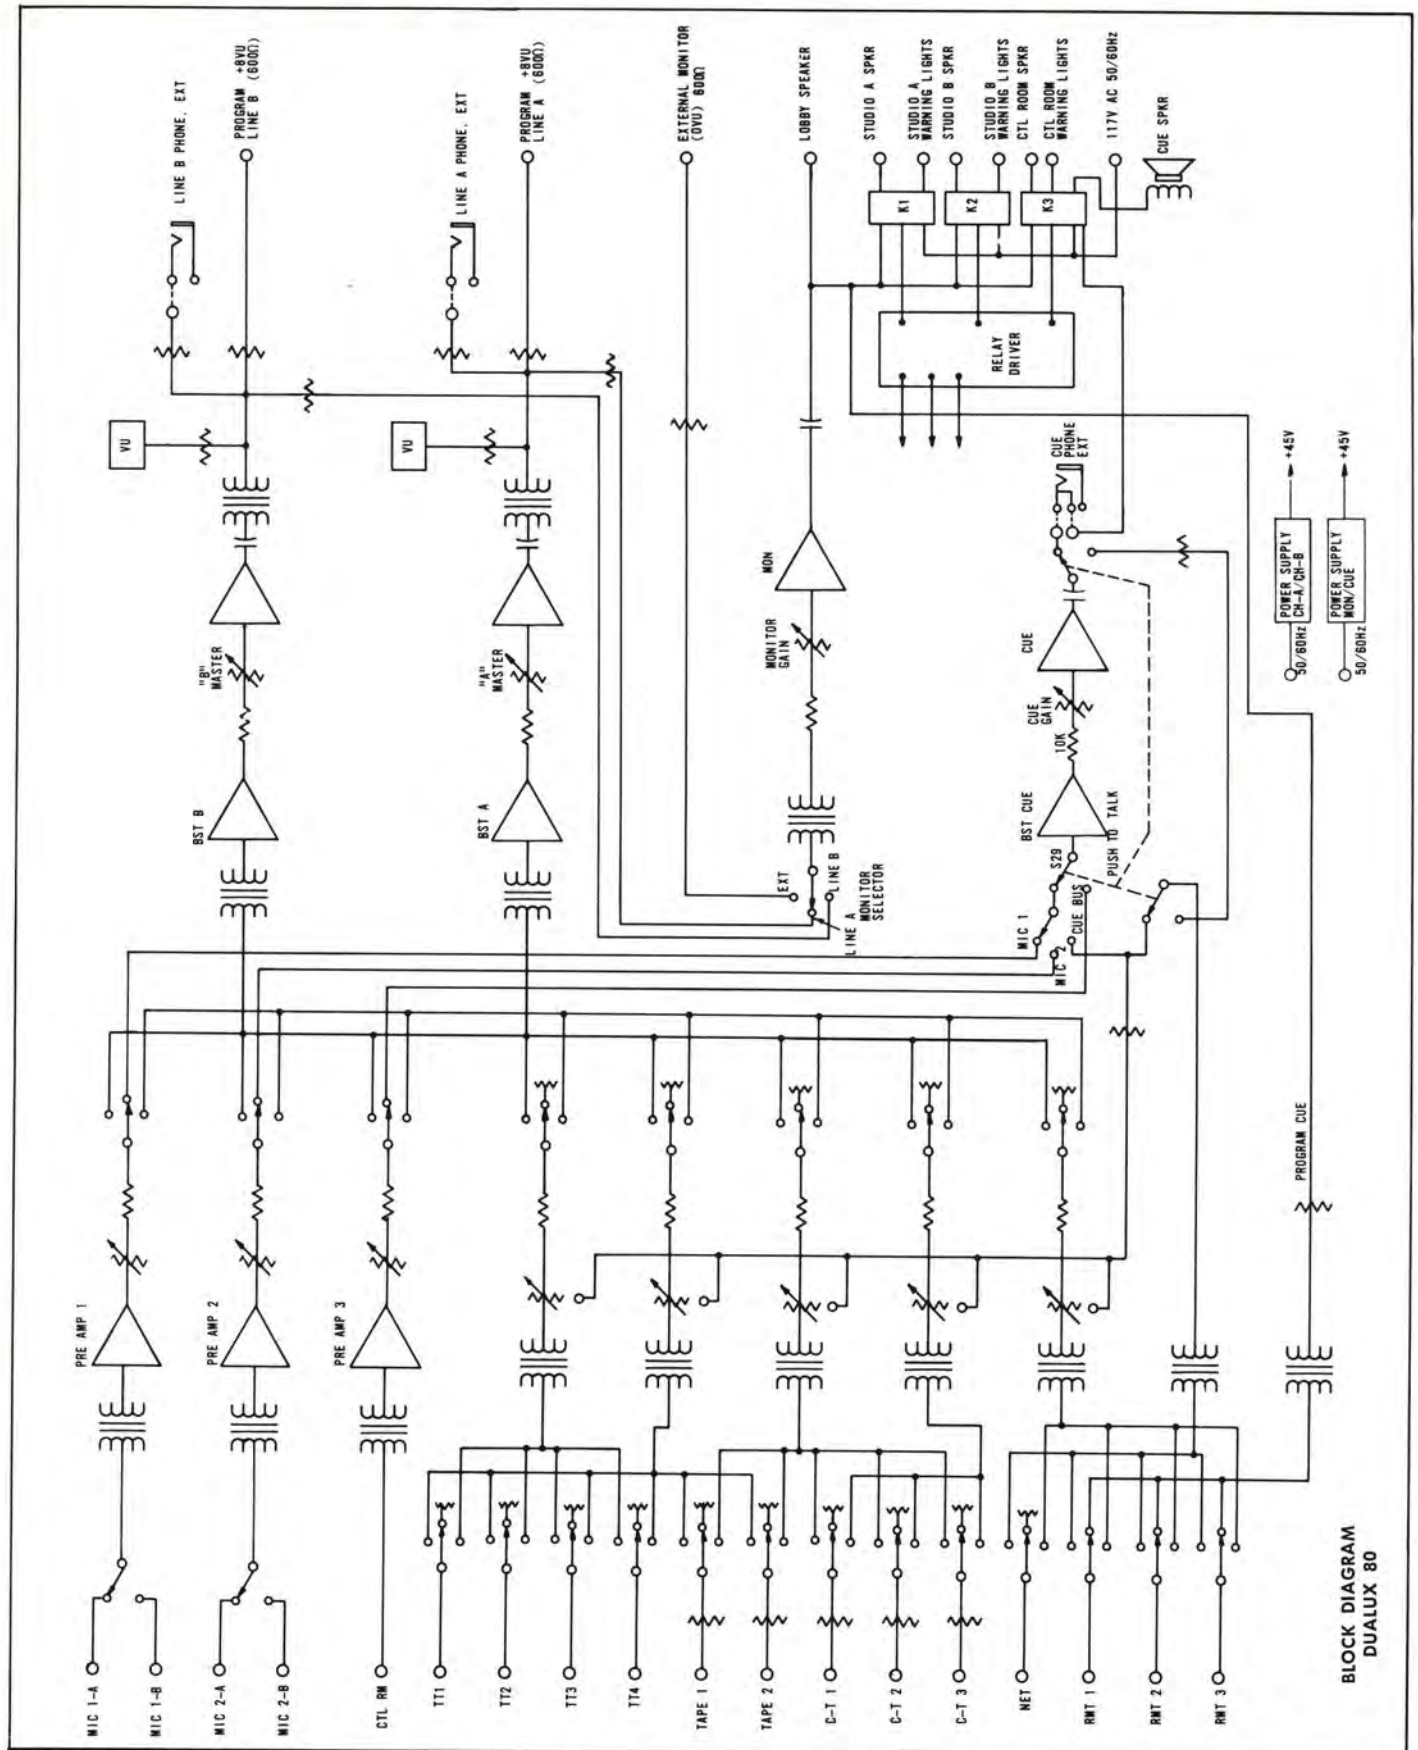 MIC 1-A
MIC 1-B
MIC 2-A
MIC 2-B
CTL RM
TT1
TT2
TT3
TT4
TAPE 1
TAPE 2
C-T 1
C-T 2
C-T 3
NET
RMT 1
RMT 2
RMT 3
PRE AMP 1
PRE AMP 2
PRE AMP 3
BST B
BST A
"B"
MASTER
"A"
MASTER
VU
VU
LINE B PHONE, EXT
PROGRAM +8VU
LINE B (600Ω)
LINE A PHONE, EXT
PROGRAM +8VU
LINE A (600Ω)
EXTERNAL MONITOR
(0VU) 600Ω
EXT
LINE B
LINE A
MONITOR
SELECTOR
MONITOR
GAIN
MON
LOBBY SPEAKER
STUDIO A SPKR
STUDIO A
WARNING LIGHTS
STUDIO B SPKR
STUDIO B
WARNING LIGHTS
CTL ROOM SPKR
CTL ROOM
WARNING LIGHTS
117V AC 50/60Hz
CUE SPKR
K1
K2
K3
RELAY
DRIVER
MIC 1
MIC 2
CUE BUS
S29
PUSH TO TALK
BST CUE
10K
CUE
GAIN
CUE
CUE
PHONE
EXT
PROGRAM CUE
50/60Hz
POWER SUPPLY
CH-A/CH-B
+45V
50/60Hz
POWER SUPPLY
MON/CUE
+45V
BLOCK DIAGRAM
DUALUX 80